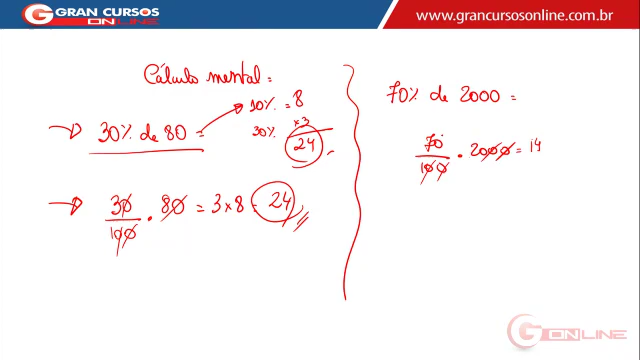 GRAN CURSOS
ONLINE
www.grancursosonline.com.br
Cálculo mental:
30% de 80 =
10% = 8
×3
30% 24
30/100 · 80 = 3 × 8 = 24
70% de 2000 =
70/100 · 2000 = 14
G ONLINE